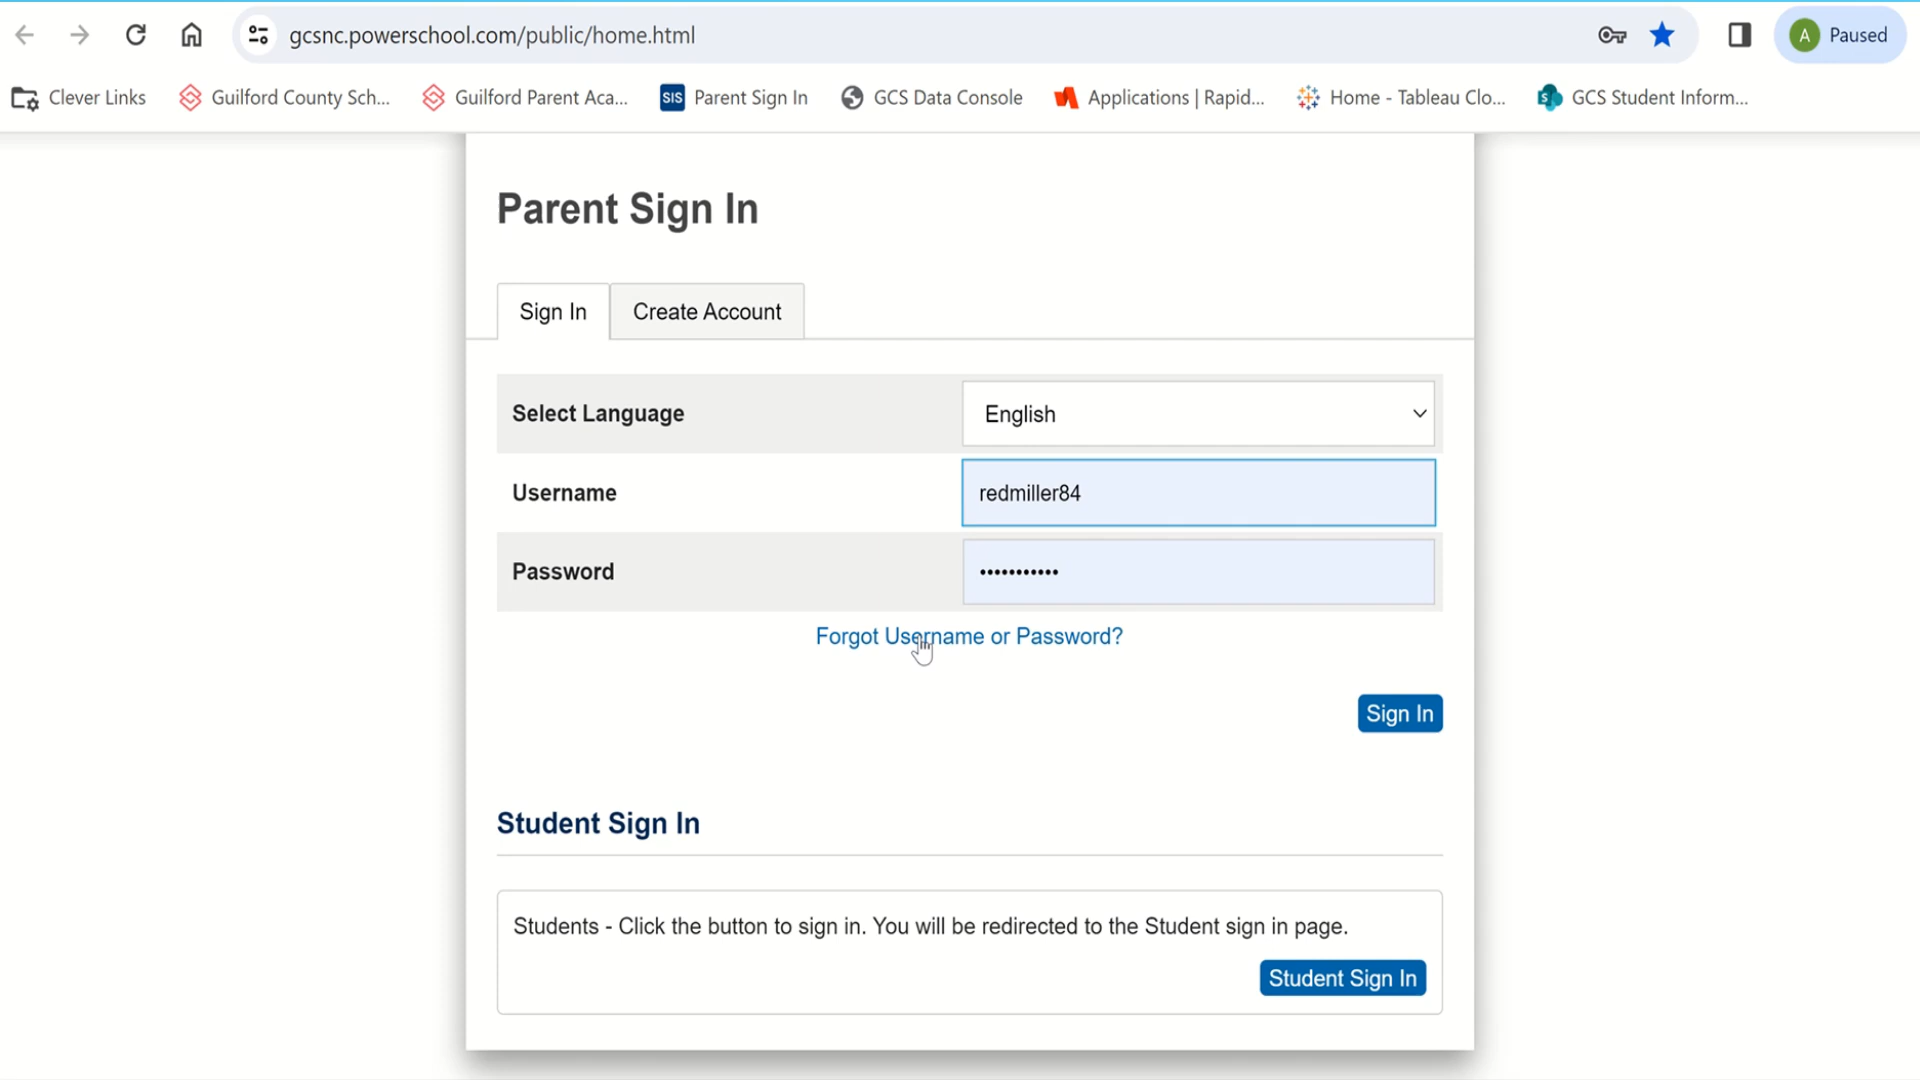 gcsnc.powerschool.com/public/home.html
A Paused
Clever Links
Guilford County Sch...
Guilford Parent Aca...
SIS Parent Sign In
GCS Data Console
Applications | Rapid...
Home - Tableau Clo...
S GCS Student Inform...
Parent Sign In
Sign In
Create Account
Select Language
English
Username
redmiller84
Password
•••••••••••
Forgot Username or Password?
Sign In
Student Sign In
Students - Click the button to sign in. You will be redirected to the Student sign in page.
Student Sign In